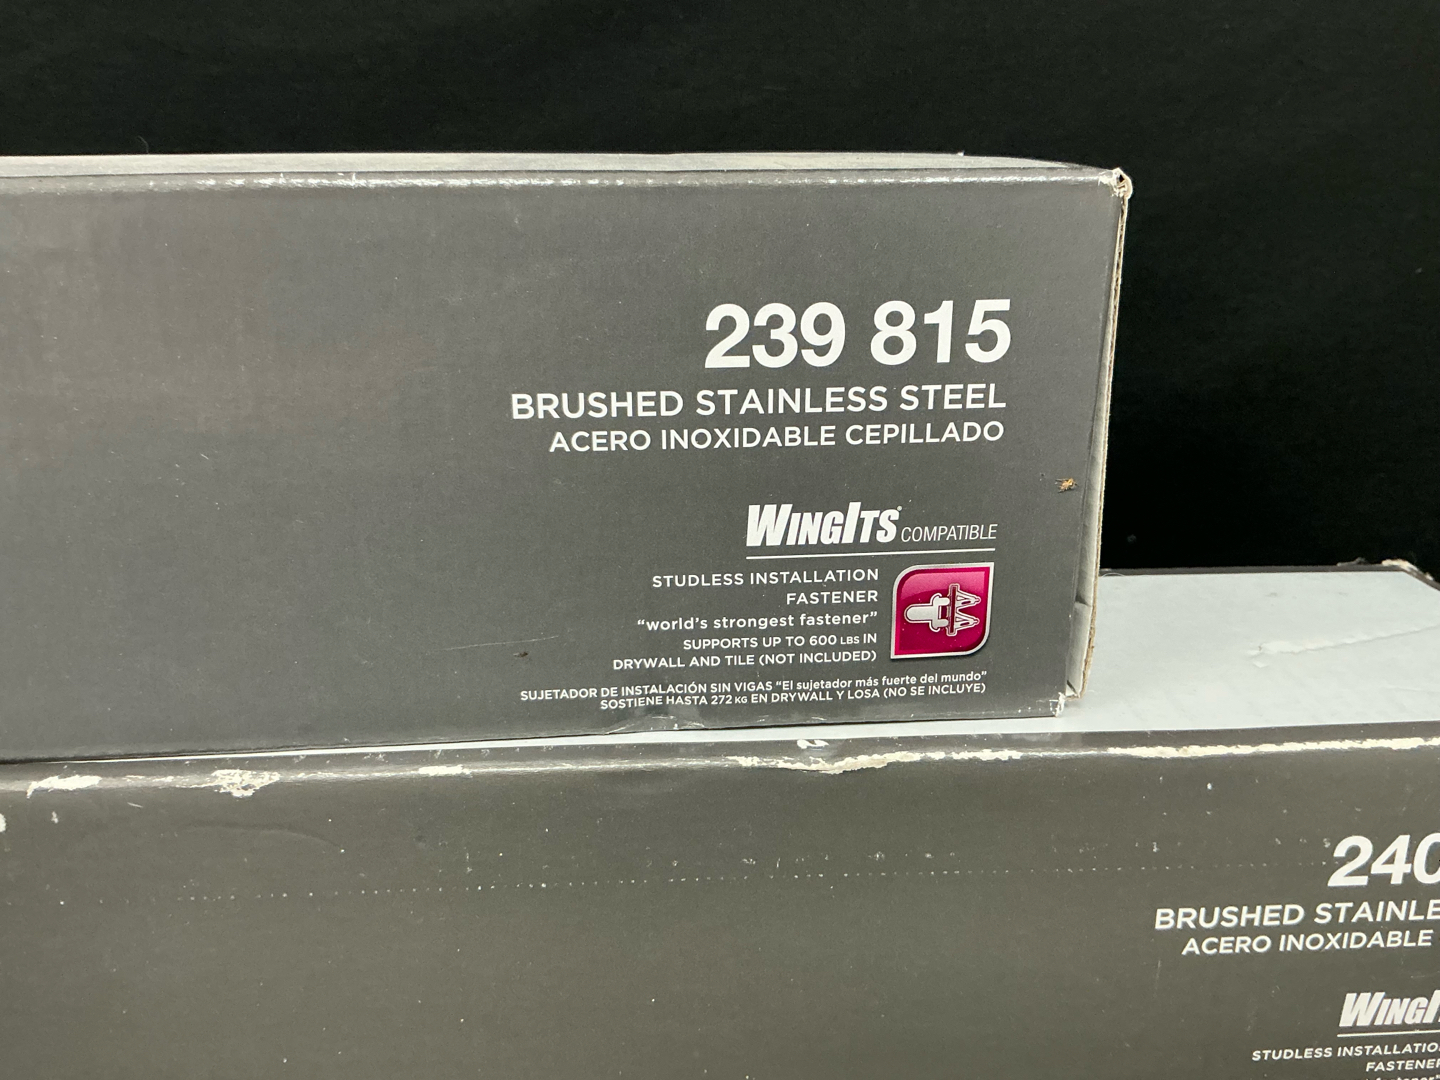 239 815
BRUSHED STAINLESS STEEL
ACERO INOXIDABLE CEPILLADO
WINGITS® COMPATIBLE
STUDLESS INSTALLATION
FASTENER
"world's strongest fastener"
SUPPORTS UP TO 600 LBS IN
DRYWALL AND TILE (NOT INCLUDED)
SUJETADOR DE INSTALACIÓN SIN VIGAS "El sujetador más fuerte del mundo"
SOSTIENE HASTA 272 KG EN DRYWALL Y LOSA (NO SE INCLUYE)
240
BRUSHED STAINLE
ACERO INOXIDABLE
WINGI
STUDLESS INSTALLATIO
FASTENER